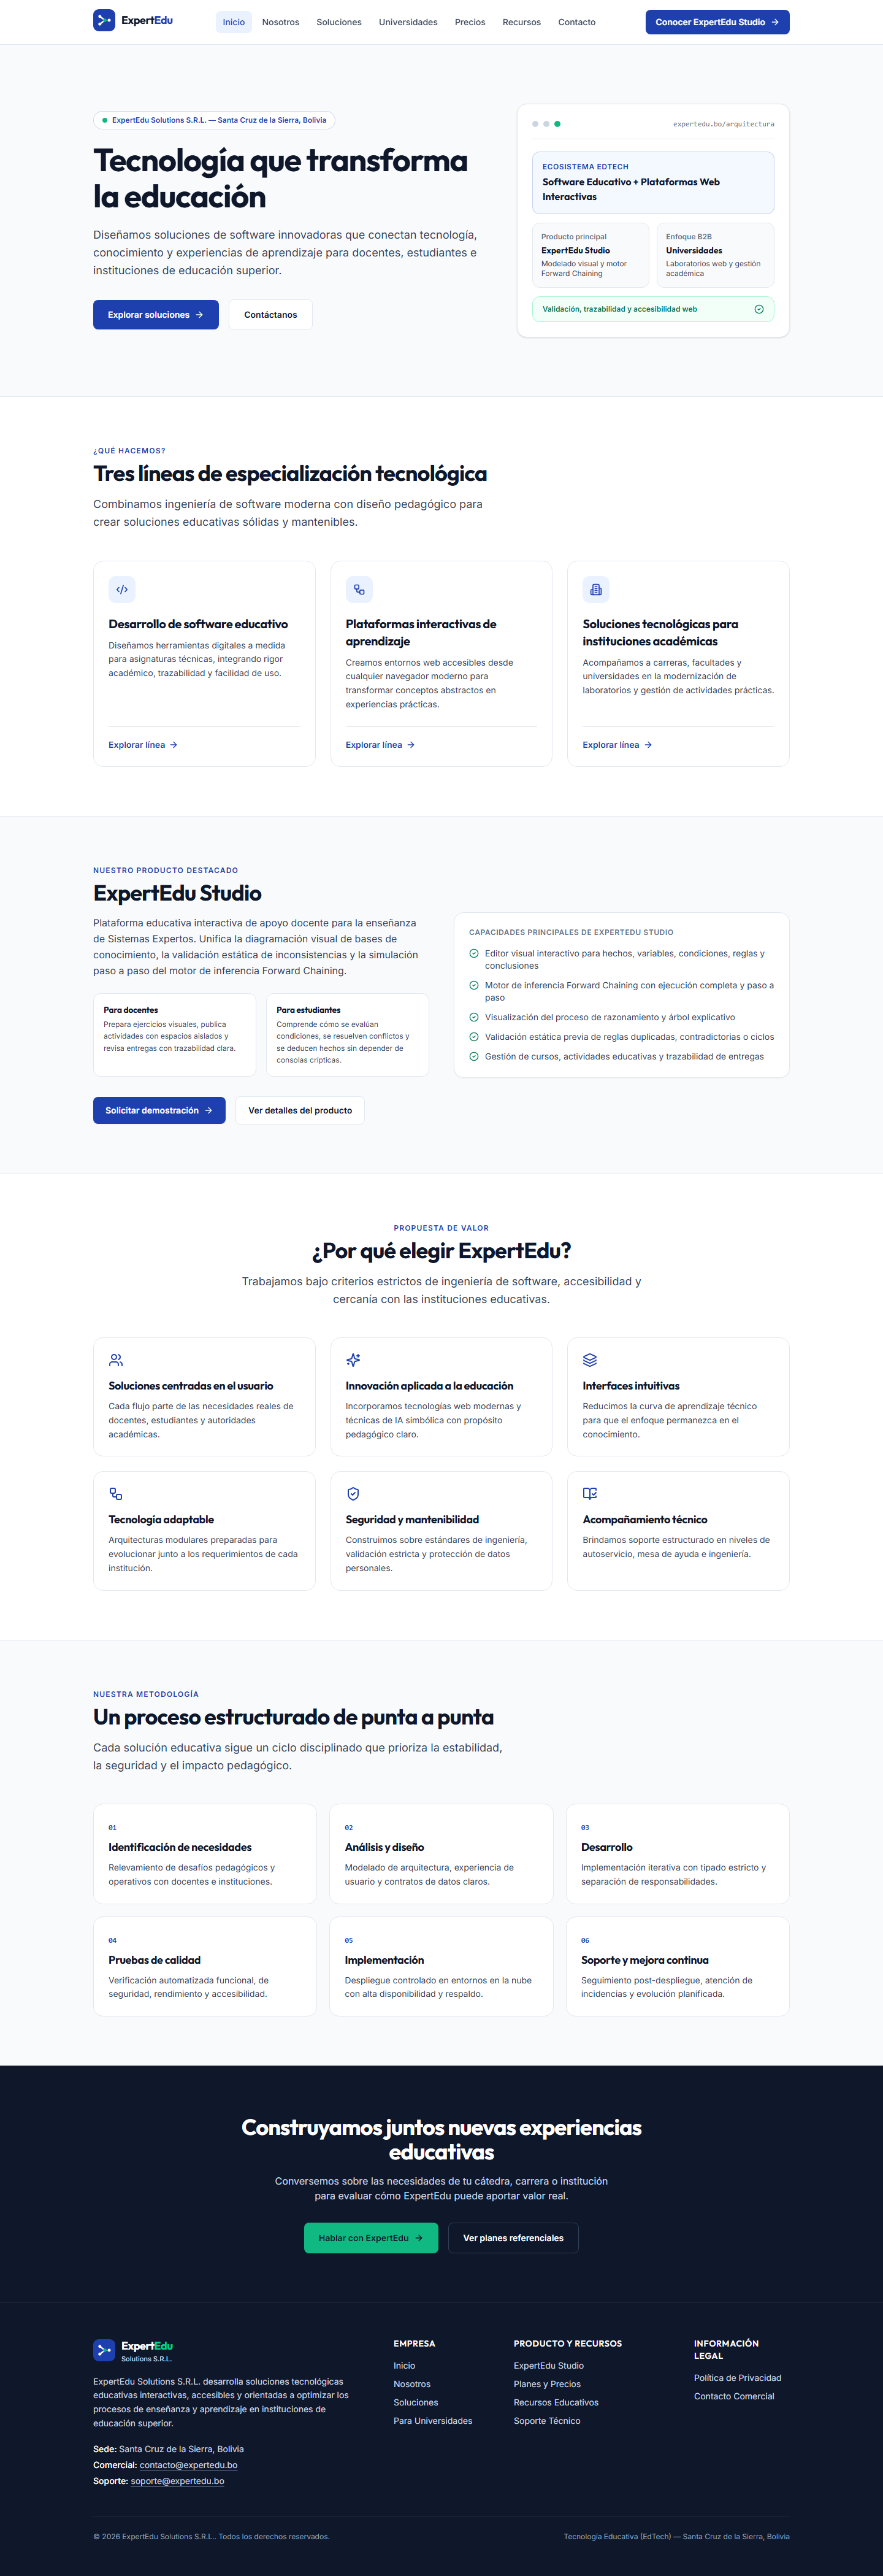 ExpertEdu
Inicio
Nosotros
Soluciones
Universidades
Precios
Recursos
Contacto
Conocer ExpertEdu Studio
ExpertEdu Solutions S.R.L. — Santa Cruz de la Sierra, Bolivia
Tecnología que transforma
la educación
Diseñamos soluciones de software innovadoras que conectan tecnología,
conocimiento y experiencias de aprendizaje para docentes, estudiantes e
instituciones de educación superior.
Explorar soluciones
Contáctanos
expertedu.bo/arquitectura
ECOSISTEMA EDTECH
Software Educativo + Plataformas Web
Interactivas
Producto principal
ExpertEdu Studio
Modelado visual y motor
Forward Chaining
Enfoque B2B
Universidades
Laboratorios web y gestión
académica
Validación, trazabilidad y accesibilidad web
¿QUÉ HACEMOS?
Tres líneas de especialización tecnológica
Combinamos ingeniería de software moderna con diseño pedagógico para
crear soluciones educativas sólidas y mantenibles.
Desarrollo de software educativo
Diseñamos herramientas digitales a medida
para asignaturas técnicas, integrando rigor
académico, trazabilidad y facilidad de uso.
Explorar línea
Plataformas interactivas de
aprendizaje
Creamos entornos web accesibles desde
cualquier navegador moderno para
transformar conceptos abstractos en
experiencias prácticas.
Explorar línea
Soluciones tecnológicas para
instituciones académicas
Acompañamos a carreras, facultades y
universidades en la modernización de
laboratorios y gestión de actividades prácticas.
Explorar línea
NUESTRO PRODUCTO DESTACADO
ExpertEdu Studio
Plataforma educativa interactiva de apoyo docente para la enseñanza
de Sistemas Expertos. Unifica la diagramación visual de bases de
conocimiento, la validación estática de inconsistencias y la simulación
paso a paso del motor de inferencia Forward Chaining.
Para docentes
Prepara ejercicios visuales, publica
actividades con espacios aislados y
revisa entregas con trazabilidad clara.
Para estudiantes
Comprende cómo se evalúan
condiciones, se resuelven conflictos y
se deducen hechos sin depender de
consolas crípticas.
Solicitar demostración
Ver detalles del producto
CAPACIDADES PRINCIPALES DE EXPERTEDU STUDIO
Editor visual interactivo para hechos, variables, condiciones, reglas y
conclusiones
Motor de inferencia Forward Chaining con ejecución completa y paso a
paso
Visualización del proceso de razonamiento y árbol explicativo
Validación estática previa de reglas duplicadas, contradictorias o ciclos
Gestión de cursos, actividades educativas y trazabilidad de entregas
PROPUESTA DE VALOR
¿Por qué elegir ExpertEdu?
Trabajamos bajo criterios estrictos de ingeniería de software, accesibilidad y
cercanía con las instituciones educativas.
Soluciones centradas en el usuario
Cada flujo parte de las necesidades reales de
docentes, estudiantes y autoridades
académicas.
Innovación aplicada a la educación
Incorporamos tecnologías web modernas y
técnicas de IA simbólica con propósito
pedagógico claro.
Interfaces intuitivas
Reducimos la curva de aprendizaje técnico
para que el enfoque permanezca en el
conocimiento.
Tecnología adaptable
Arquitecturas modulares preparadas para
evolucionar junto a los requerimientos de cada
institución.
Seguridad y mantenibilidad
Construimos sobre estándares de ingeniería,
validación estricta y protección de datos
personales.
Acompañamiento técnico
Brindamos soporte estructurado en niveles de
autoservicio, mesa de ayuda e ingeniería.
NUESTRA METODOLOGÍA
Un proceso estructurado de punta a punta
Cada solución educativa sigue un ciclo disciplinado que prioriza la estabilidad,
la seguridad y el impacto pedagógico.
01
Identificación de necesidades
Relevamiento de desafíos pedagógicos y
operativos con docentes e instituciones.
02
Análisis y diseño
Modelado de arquitectura, experiencia de
usuario y contratos de datos claros.
03
Desarrollo
Implementación iterativa con tipado estricto y
separación de responsabilidades.
04
Pruebas de calidad
Verificación automatizada funcional, de
seguridad, rendimiento y accesibilidad.
05
Implementación
Despliegue controlado en entornos en la nube
con alta disponibilidad y respaldo.
06
Soporte y mejora continua
Seguimiento post-despliegue, atención de
incidencias y evolución planificada.
Construyamos juntos nuevas experiencias
educativas
Conversemos sobre las necesidades de tu cátedra, carrera o institución
para evaluar cómo ExpertEdu puede aportar valor real.
Hablar con ExpertEdu
Ver planes referenciales
ExpertEdu
Solutions S.R.L.
ExpertEdu Solutions S.R.L. desarrolla soluciones tecnológicas
educativas interactivas, accesibles y orientadas a optimizar los
procesos de enseñanza y aprendizaje en instituciones de
educación superior.
Sede: Santa Cruz de la Sierra, Bolivia
Comercial: contacto@expertedu.bo
Soporte: soporte@expertedu.bo
EMPRESA
Inicio
Nosotros
Soluciones
Para Universidades
PRODUCTO Y RECURSOS
ExpertEdu Studio
Planes y Precios
Recursos Educativos
Soporte Técnico
INFORMACIÓN
LEGAL
Política de Privacidad
Contacto Comercial
© 2026 ExpertEdu Solutions S.R.L.. Todos los derechos reservados.
Tecnología Educativa (EdTech) — Santa Cruz de la Sierra, Bolivia